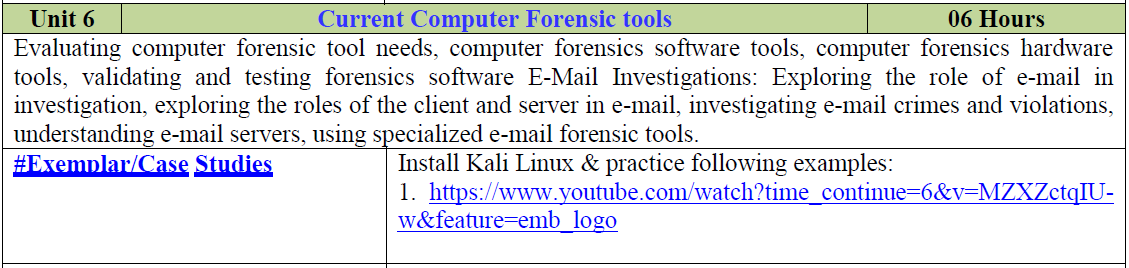 Unit 6 Current Computer Forensic tools 06 Hours
Evaluating computer forensic tool needs, computer forensics software tools, computer forensics hardware
tools, validating and testing forensics software E-Mail Investigations: Exploring the role of e-mail in
investigation, exploring the roles of the client and server in e-mail, investigating e-mail crimes and violations,
understanding e-mail servers, using specialized e-mail forensic tools.
#Exemplar/Case Studies
Install Kali Linux & practice following examples:
1. https://www.youtube.com/watch?time_continue=6&v=MZXZctqIU-
w&feature=emb_logo